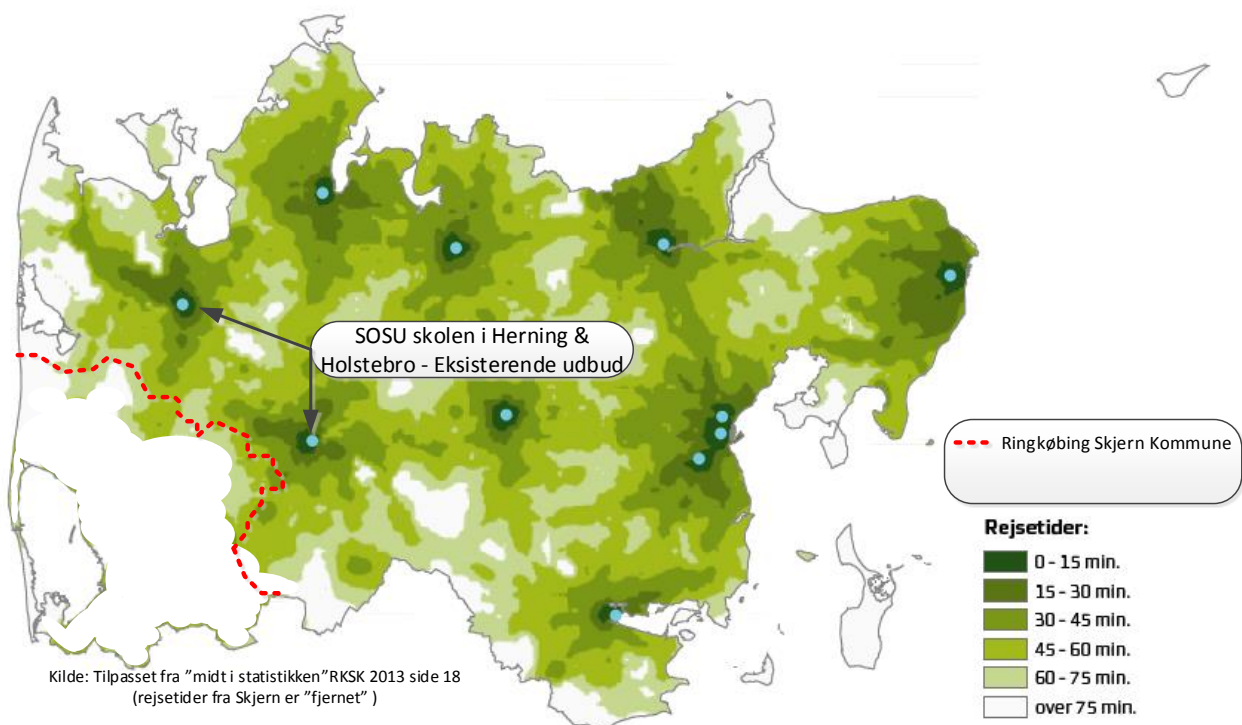 SOSU skolen i Herning &
Holstebro - Eksisterende udbud
Ringkøbing Skjern Kommune
Rejsetider:
0 - 15 min.
15 - 30 min.
30 - 45 min.
45 - 60 min.
60 - 75 min.
over 75 min.
Kilde: Tilpasset fra ”midt i statistikken”RKSK 2013 side 18
(rejsetider fra Skjern er ”fjernet” )